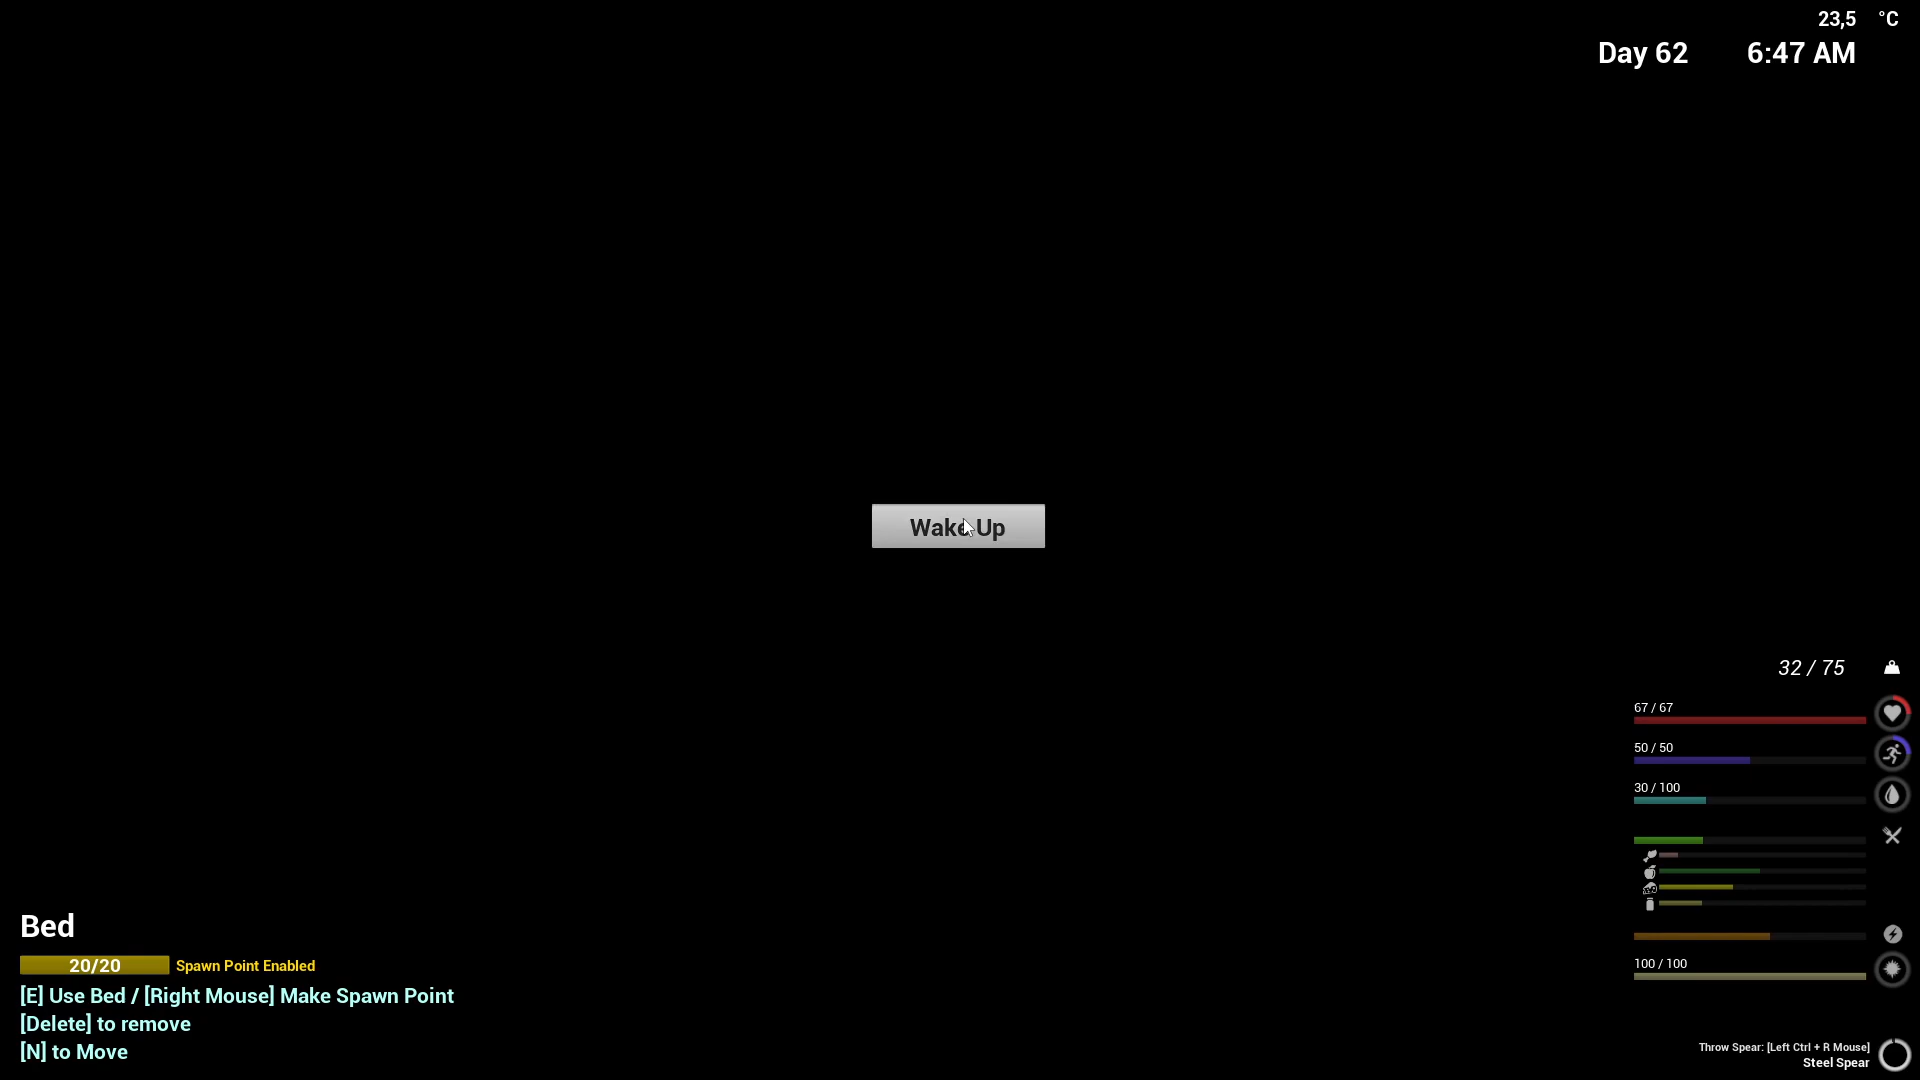 23,5 °C
Day 62 6:47 AM
Wake Up
32 / 75
67 / 67
50 / 50
30 / 100
100 / 100
Bed
20/20 Spawn Point Enabled
[E] Use Bed / [Right Mouse] Make Spawn Point
[Delete] to remove
[N] to Move
Throw Spear: [Left Ctrl + R Mouse]
Steel Spear